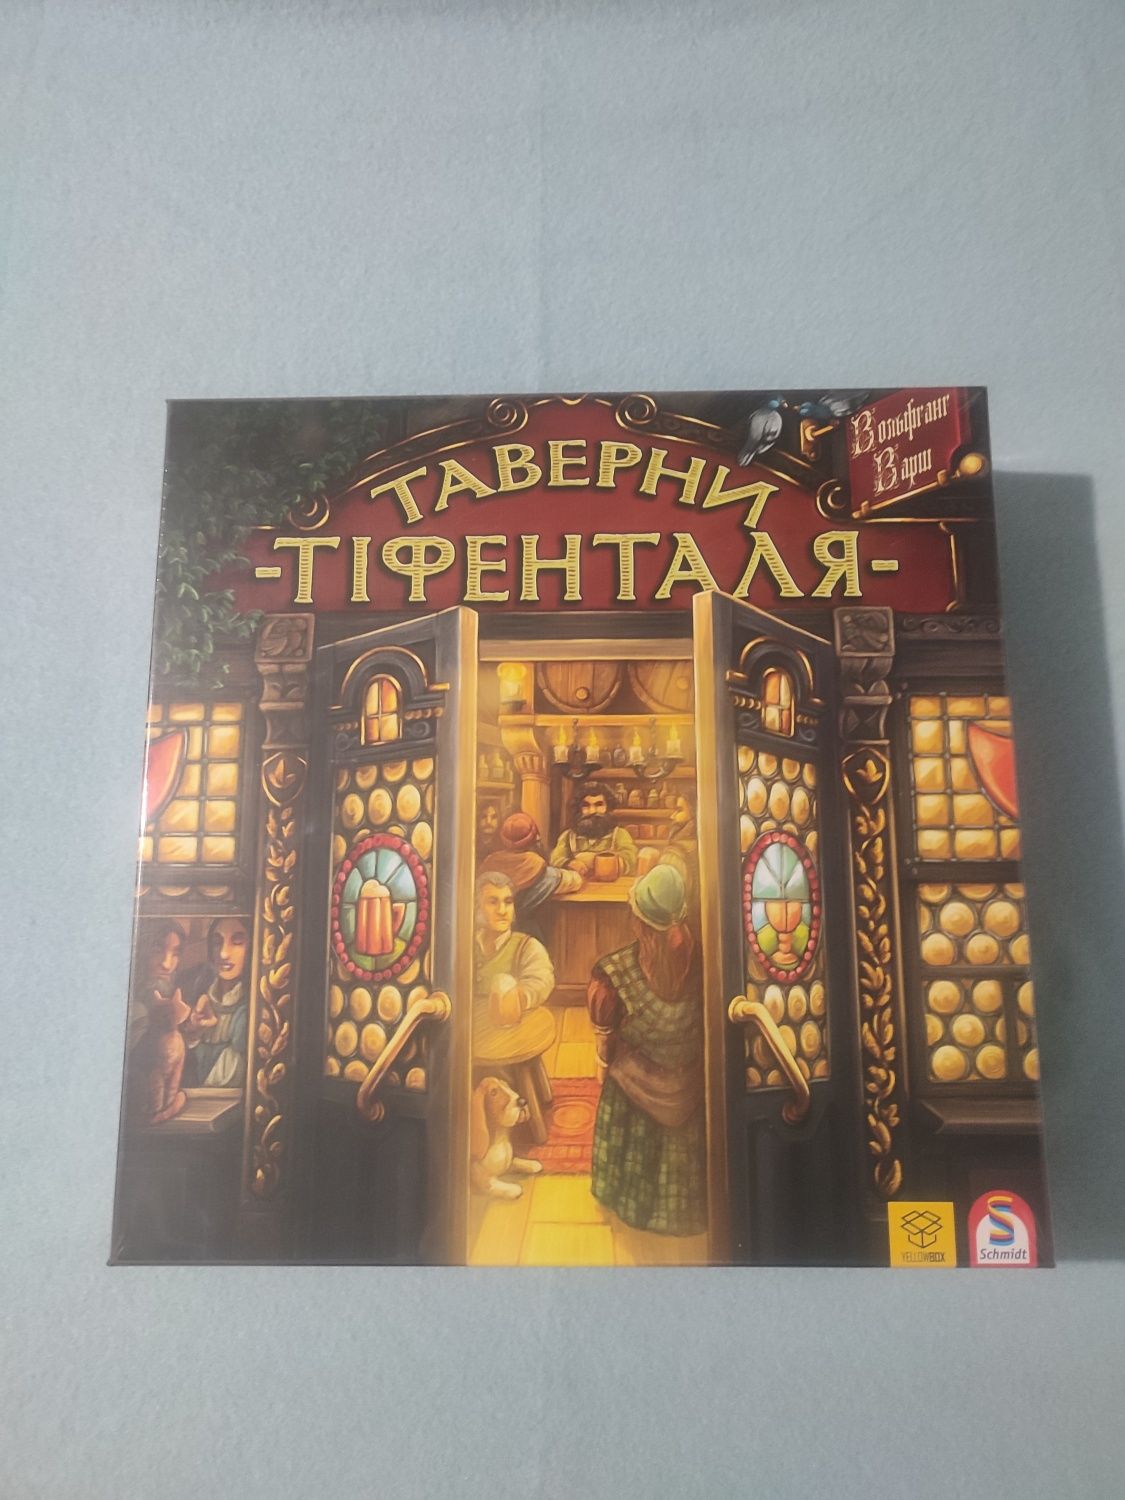 ТАВЕРНИ
-ТІФЕНТАЛЯ-
Вольфганг
Варш
YELLOWBOX
Schmidt